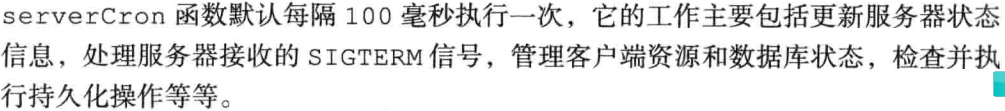 serverCron 函数默认每隔 100 毫秒执行一次，它的工作主要包括更新服务器状态
信息，处理服务器接收的 SIGTERM 信号，管理客户端资源和数据库状态，检查并执
行持久化操作等等。